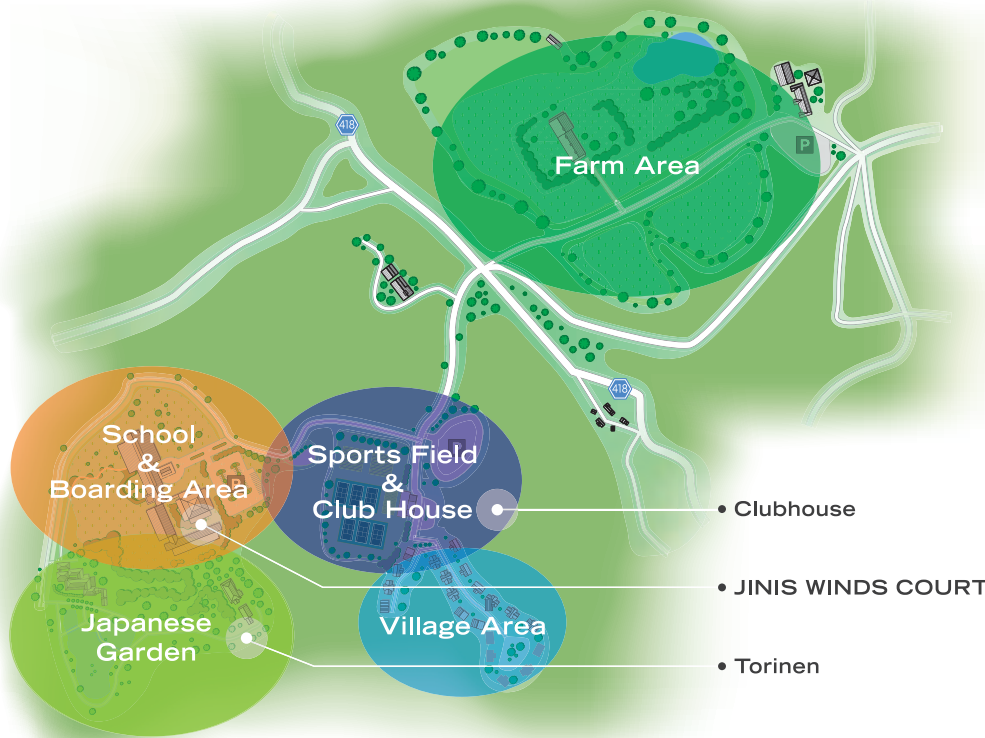 418
P
Farm Area
418
School
&
Boarding Area
P
Sports Field
&
Club House
P
Clubhouse
JINIS WINDS COURT
Japanese
Garden
Village Area
Torinen